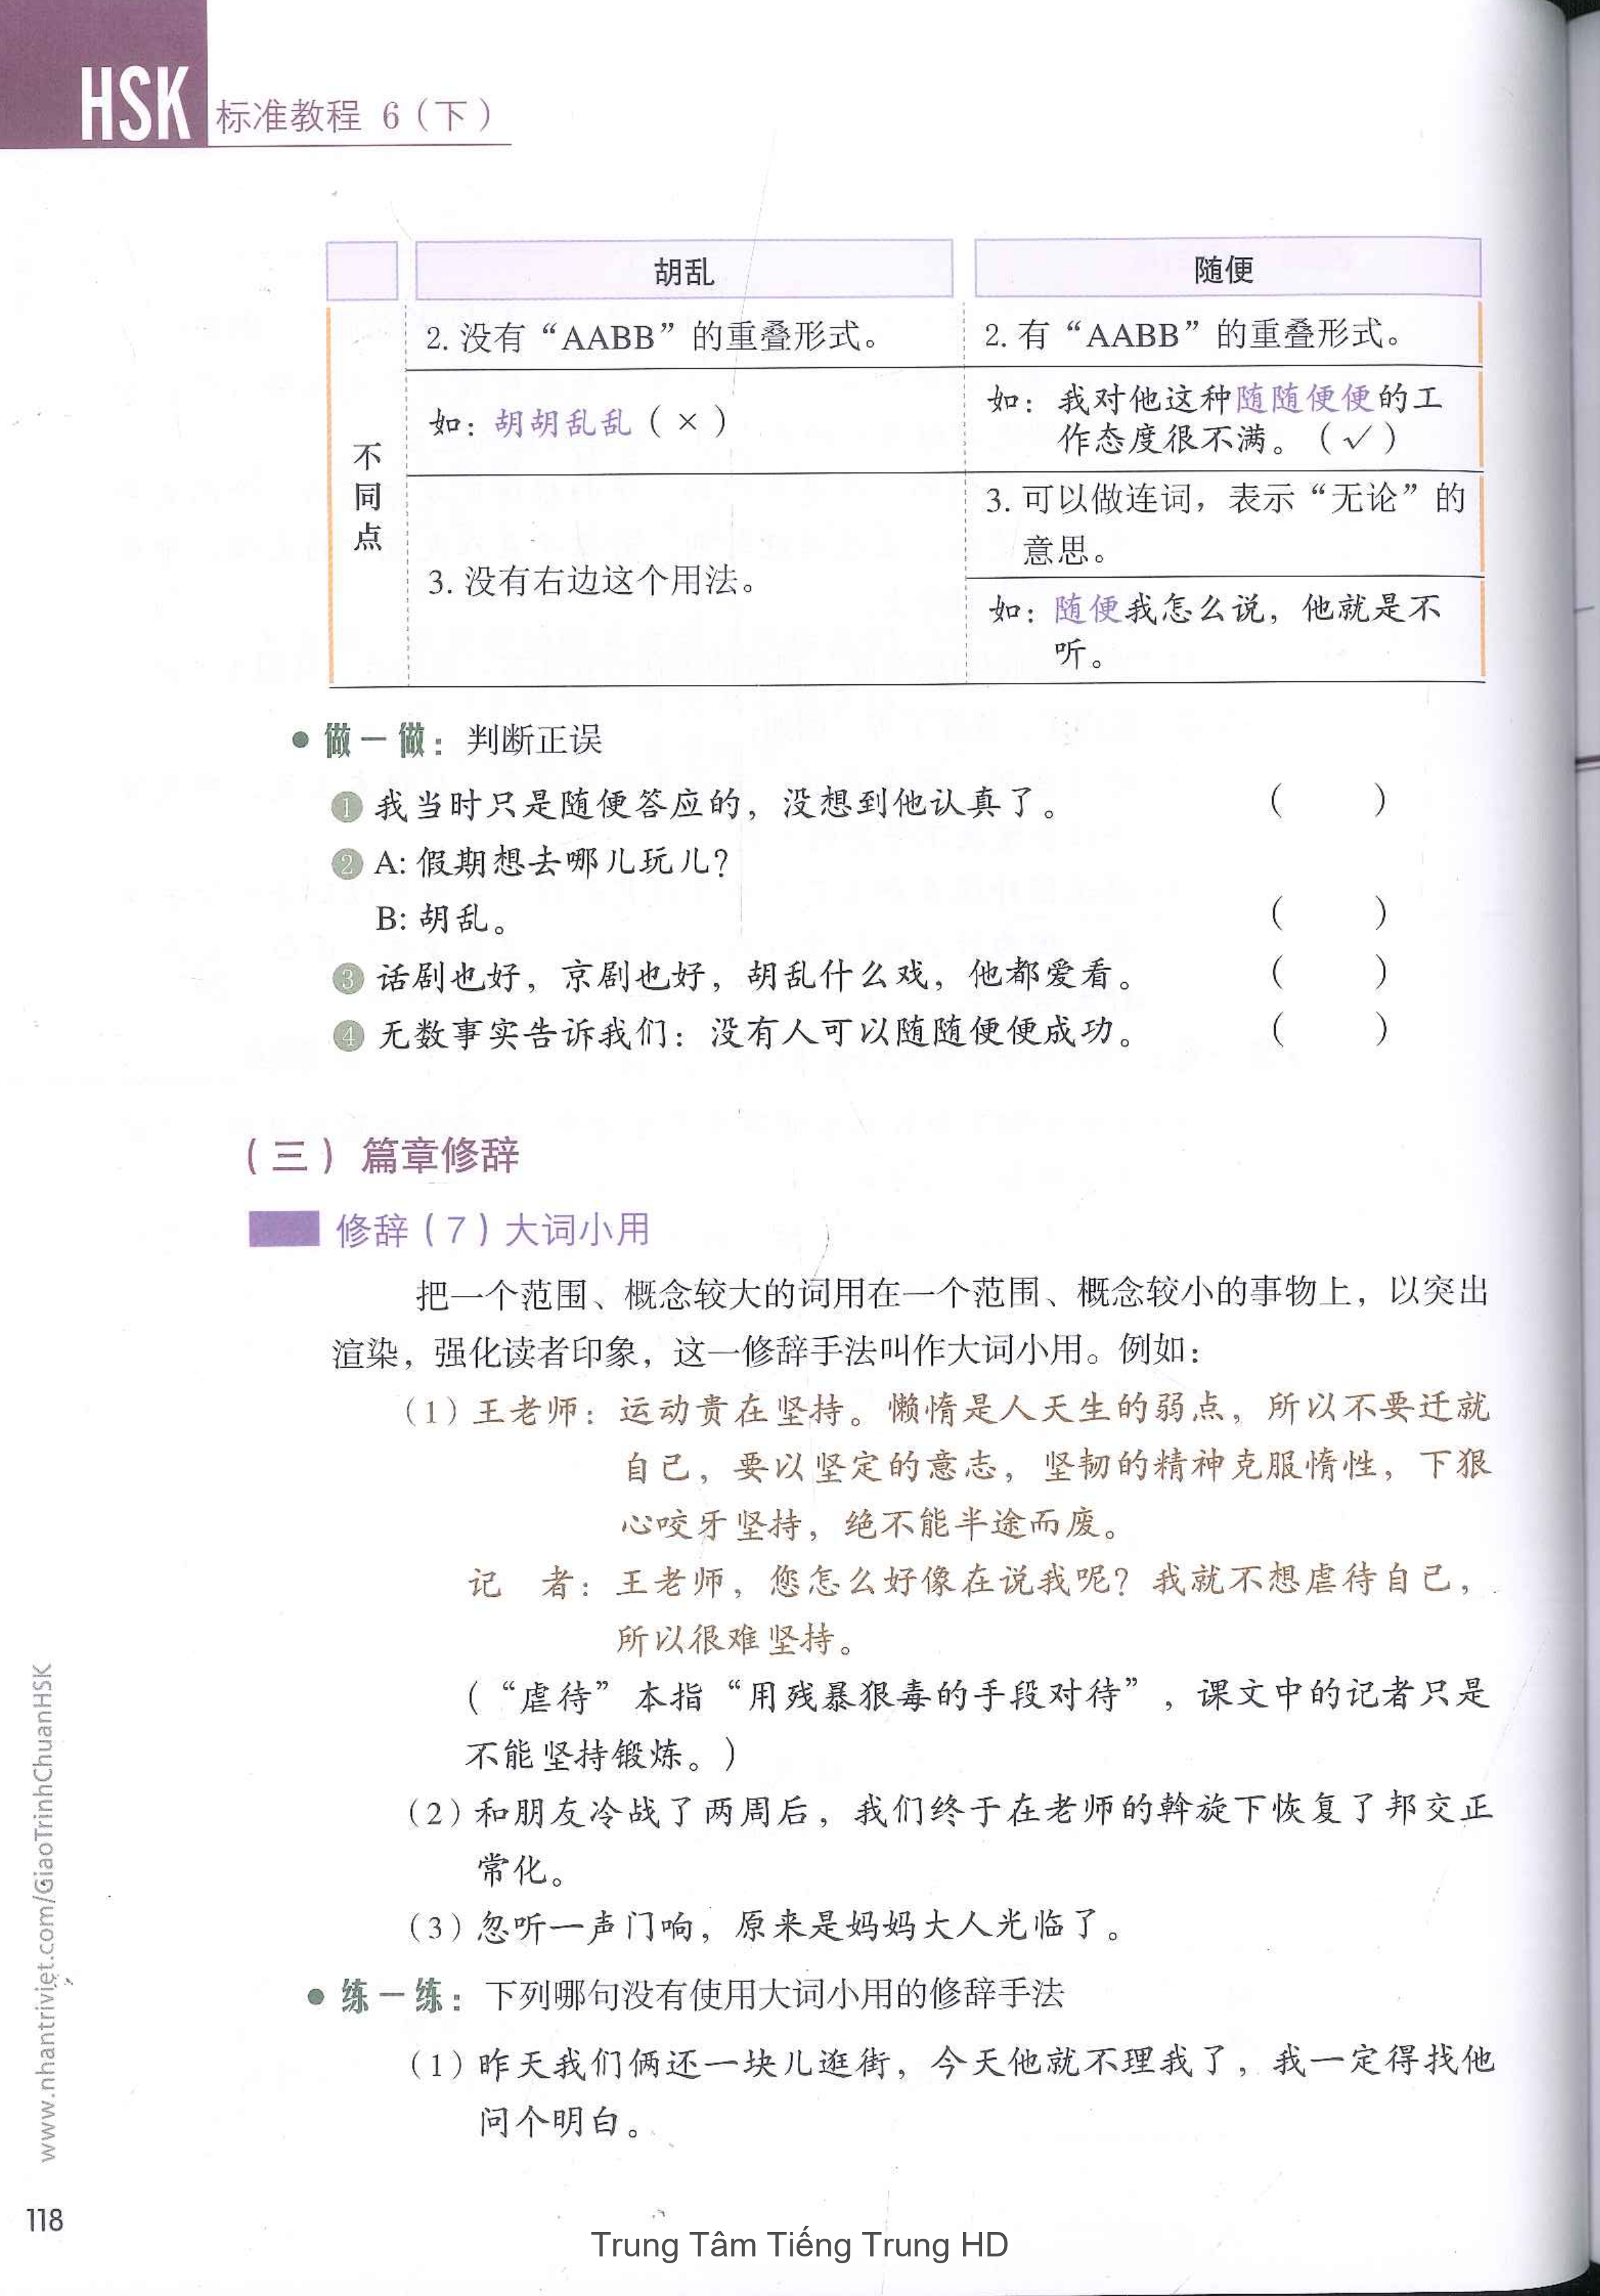 HSK 标准教程 6（下）
胡乱 随便
2. 没有“AABB”的重叠形式。 2. 有“AABB”的重叠形式。
如：胡胡乱乱（×） 如：我对他这种随随便便的工
作态度很不满。（√）
不同点
3. 没有右边这个用法。 3. 可以做连词，表示“无论”的
意思。
如：随便我怎么说，他就是不
听。
● 做一做：判断正误
1 我当时只是随便答应的，没想到他认真了。 （ ）
2 A: 假期想去哪儿玩儿？
B: 胡乱。 （ ）
3 话剧也好，京剧也好，胡乱什么戏，他都爱看。 （ ）
4 无数事实告诉我们：没有人可以随随便便成功。 （ ）
（三）篇章修辞
修辞（7）大词小用
把一个范围、概念较大的词用在一个范围、概念较小的事物上，以突出
渲染，强化读者印象，这一修辞手法叫作大词小用。例如：
（1）王老师：运动贵在坚持。懒惰是人天生的弱点，所以不要迁就
自己，要以坚定的意志，坚韧的精神克服惰性，下狠
心咬牙坚持，绝不能半途而废。
记 者：王老师，您怎么好像在说我呢？我就不想虐待自己，
所以很难坚持。
（“虐待”本指“用残暴狠毒的手段对待”，课文中的记者只是
不能坚持锻炼。）
（2）和朋友冷战了两周后，我们终于在老师的斡旋下恢复了邦交正
常化。
（3）忽听一声门响，原来是妈妈大人光临了。
● 练一练：下列哪句没有使用大词小用的修辞手法
（1）昨天我们俩还一块儿逛街，今天他就不理我了，我一定得找他
问个明白。
www.nhantriviet.com/GiaoTrinhChuanHSK
118
Trung Tâm Tiếng Trung HD